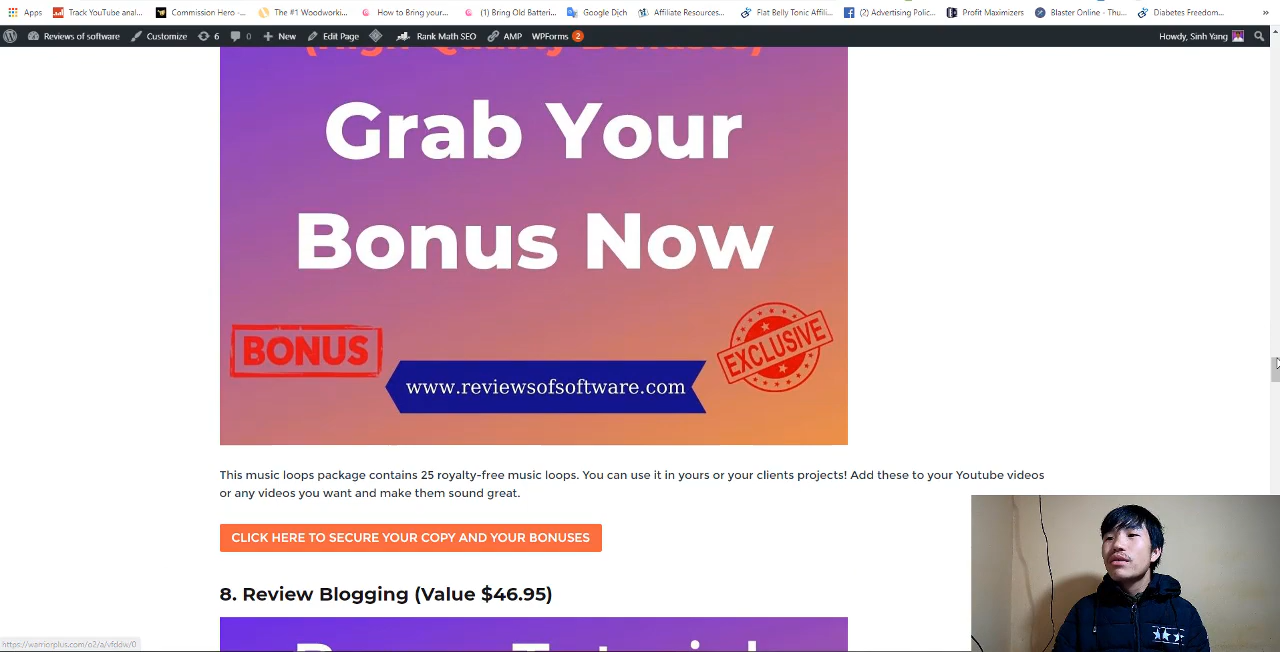 Apps Track YouTube anal... Commission Hero -... The #1 Woodworki... How to Bring your... (1) Bring Old Batteri... Google Dịch Affiliate Resources... Flat Belly Tonic Affili... (2) Advertising Polic... Profit Maximizers Blaster Online - Thu... Diabetes Freedom... »
Reviews of software Customize 6 0 New Edit Page Rank Math SEO AMP WPForms 2 Howdy, Sinh Yang
(High Quality Bonuses)
Grab Your
Bonus Now
BONUS
EXCLUSIVE
www.reviewsofsoftware.com
This music loops package contains 25 royalty-free music loops. You can use it in yours or your clients projects! Add these to your Youtube videos
or any videos you want and make them sound great.
CLICK HERE TO SECURE YOUR COPY AND YOUR BONUSES
8. Review Blogging (Value $46.95)
https://warriorplus.com/o2/a/vfddw/0